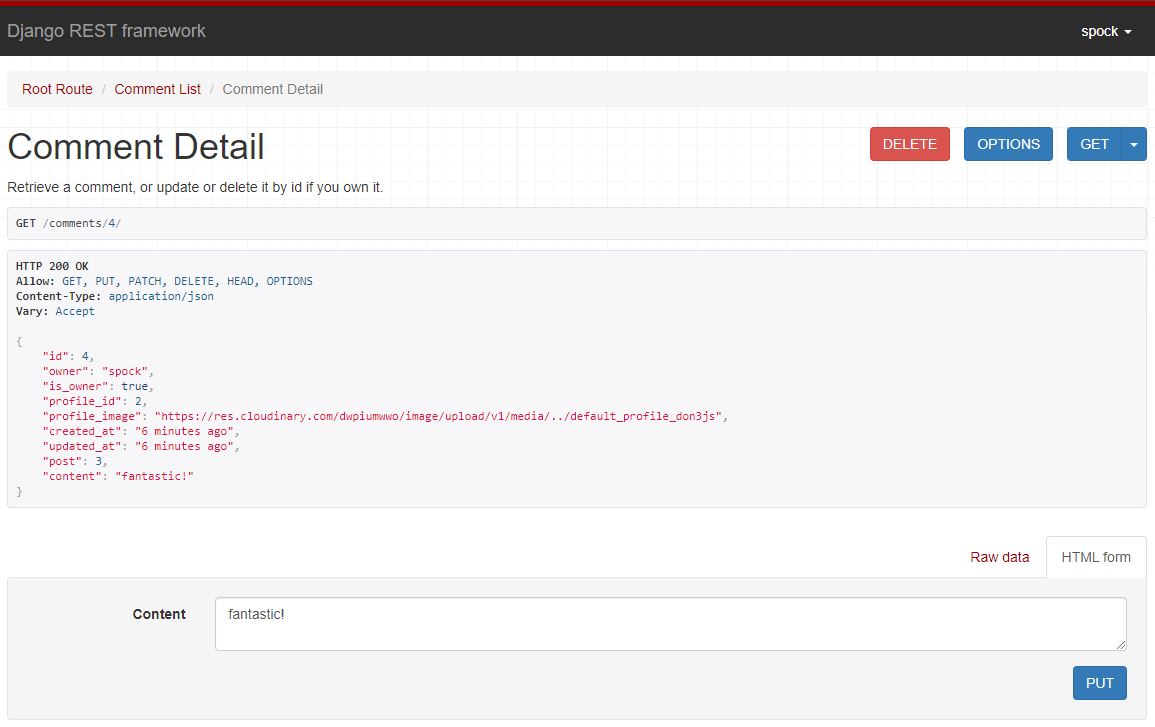 Django REST framework
spock
Root Route / Comment List / Comment Detail
Comment Detail
DELETE
OPTIONS
GET
Retrieve a comment, or update or delete it by id if you own it.
GET /comments/4/
HTTP 200 OK
Allow: GET, PUT, PATCH, DELETE, HEAD, OPTIONS
Content-Type: application/json
Vary: Accept
{
    "id": 4,
    "owner": "spock",
    "is_owner": true,
    "profile_id": 2,
    "profile_image": "https://res.cloudinary.com/dwpiumwwo/image/upload/v1/media/../default_profile_don3js",
    "created_at": "6 minutes ago",
    "updated_at": "6 minutes ago",
    "post": 3,
    "content": "fantastic!"
}
Raw data
HTML form
Content
fantastic!
PUT